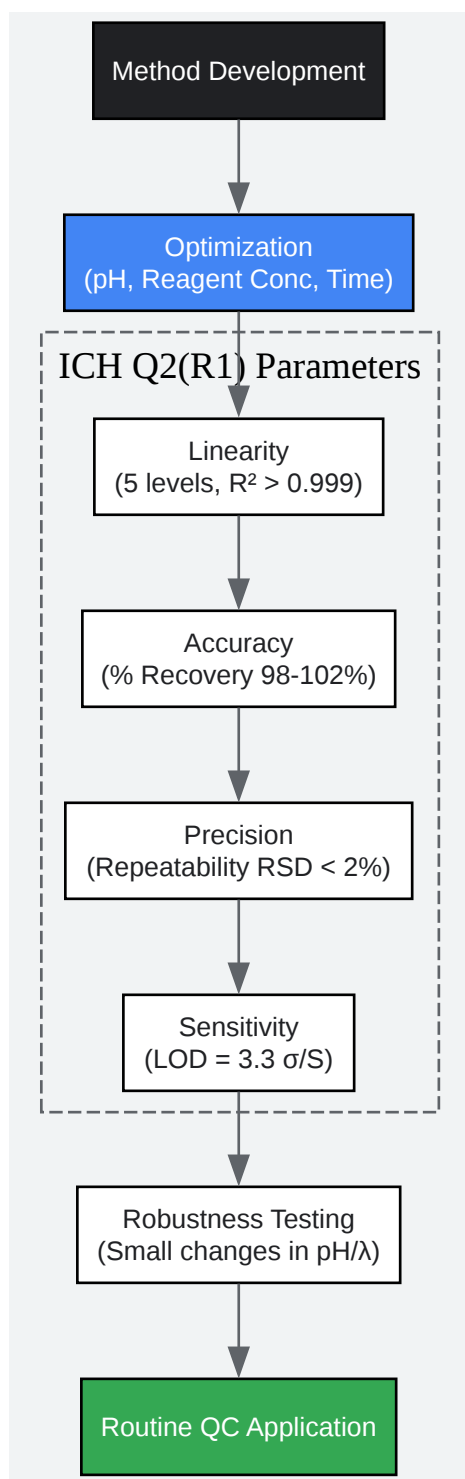 Method Development
Optimization
(pH, Reagent Conc, Time)
ICH Q2(R1) Parameters
Linearity
(5 levels, R² > 0.999)
Accuracy
(% Recovery 98-102%)
Precision
(Repeatability RSD < 2%)
Sensitivity
(LOD = 3.3 σ/S)
Robustness Testing
(Small changes in pH/λ)
Routine QC Application